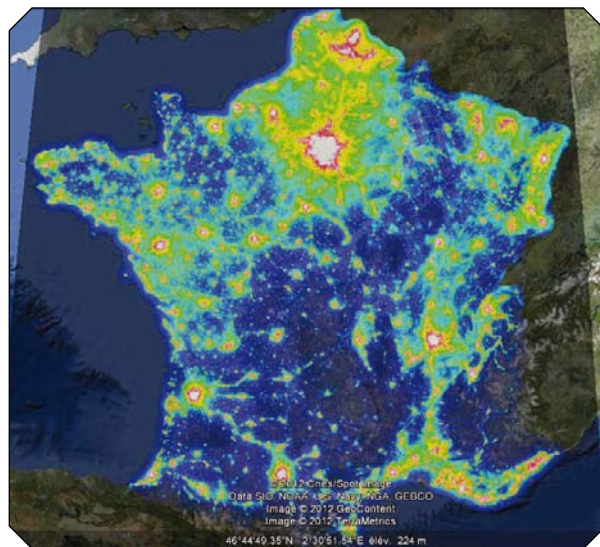 © 2012 Cnes/Spot Image
Data SIO, NOAA, U.S. Navy, NGA, GEBCO
Image © 2012 GeoContent
Image © 2012 TerraMetrics
46°44'49.35"N 2°30'51.54"E élév. 224 m